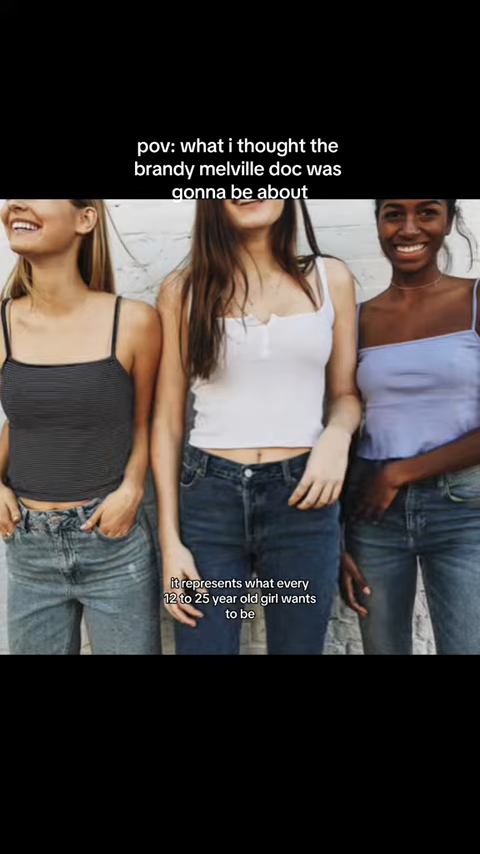 pov: what i thought the
brandy melville doc was
gonna be about
it represents what every
12 to 25 year old girl wants
to be